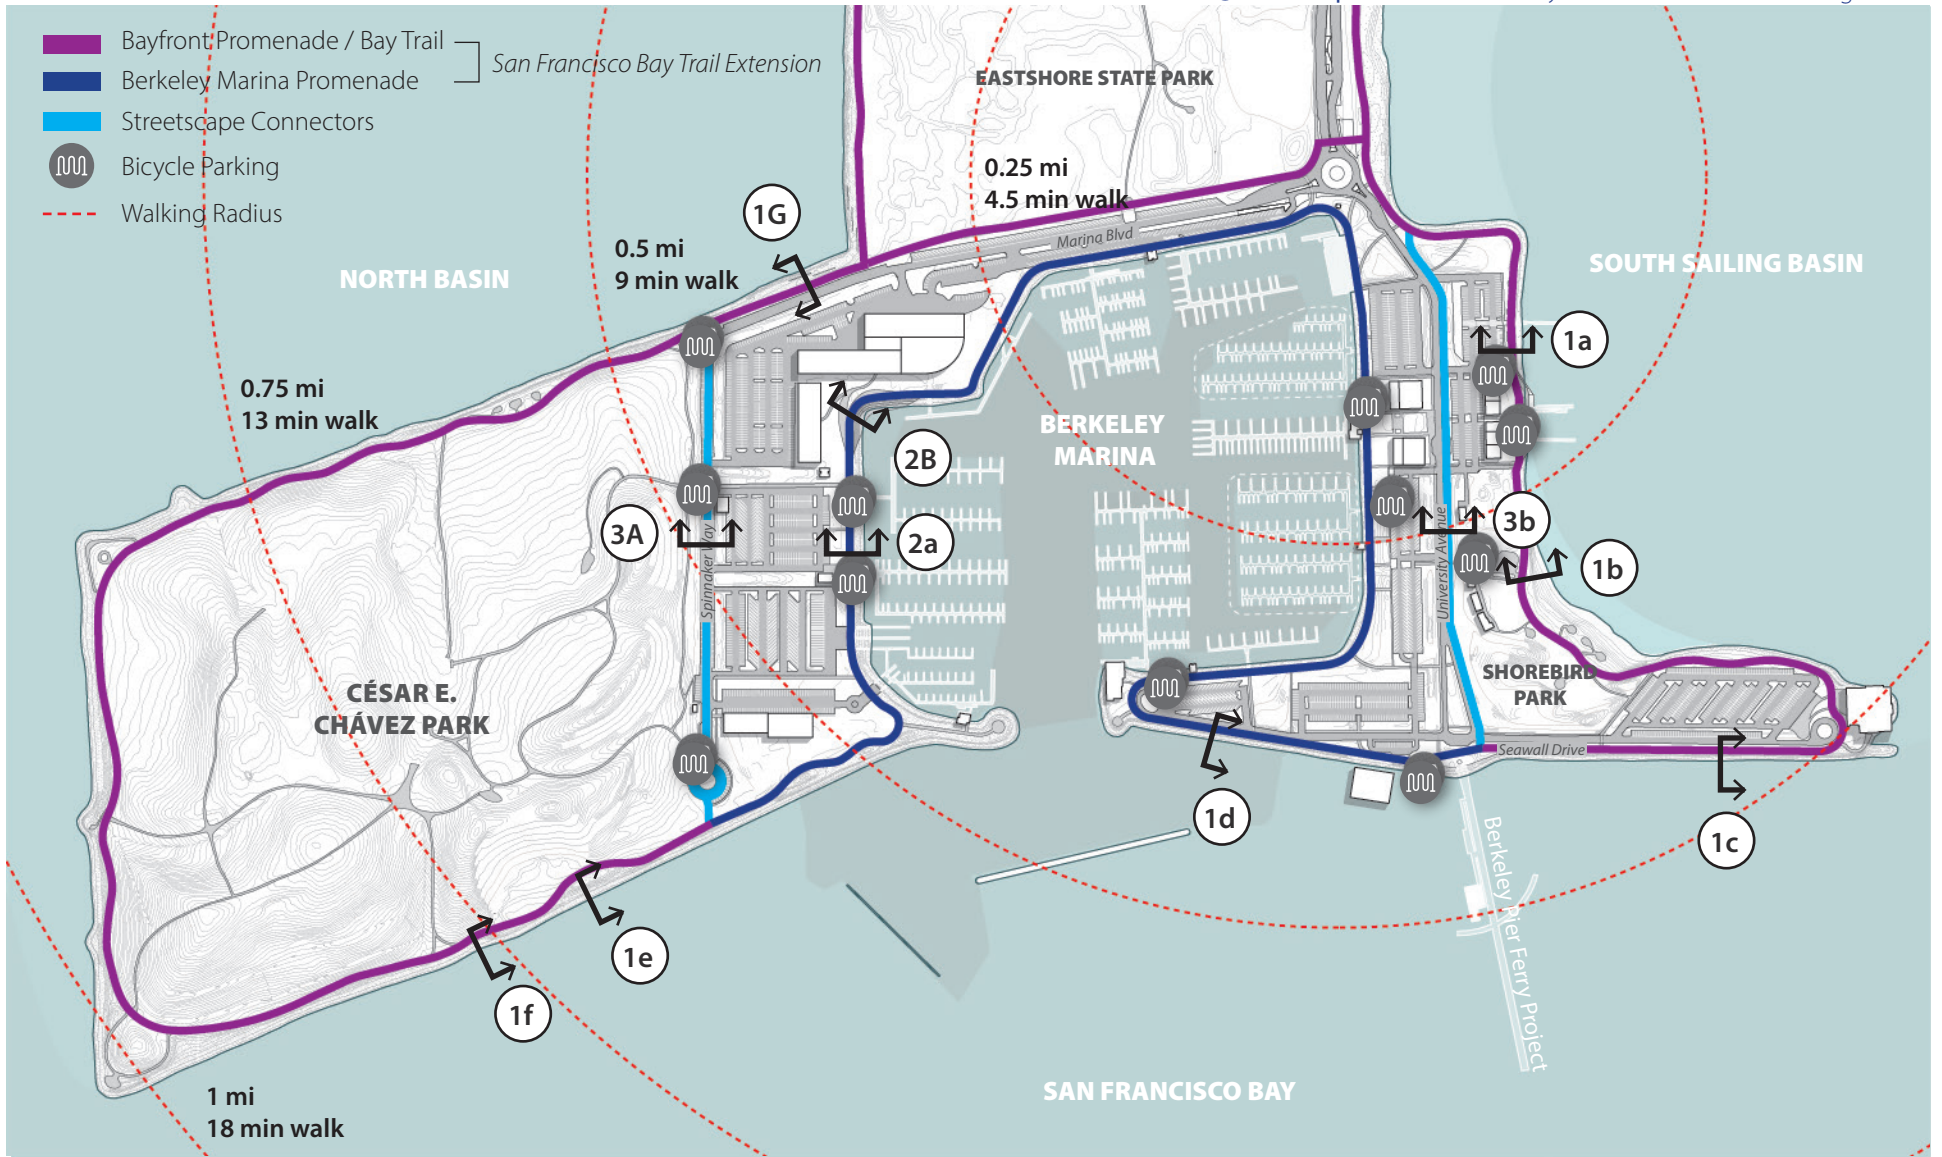 Bayfront Promenade / Bay Trail
Berkeley Marina Promenade
San Francisco Bay Trail Extension
Streetscape Connectors
Bicycle Parking
Walking Radius
EASTSHORE STATE PARK
0.25 mi
4.5 min walk
1G
Marina Blvd
0.5 mi
9 min walk
NORTH BASIN
SOUTH SAILING BASIN
1a
0.75 mi
13 min walk
BERKELEY
MARINA
2B
3A
2a
3b
1b
Spinnaker Way
University Avenue
CÉSAR E.
CHÁVEZ PARK
SHOREBIRD
PARK
Seawall Drive
1d
1c
Berkeley Pier Ferry Project
1e
1f
1 mi
18 min walk
SAN FRANCISCO BAY